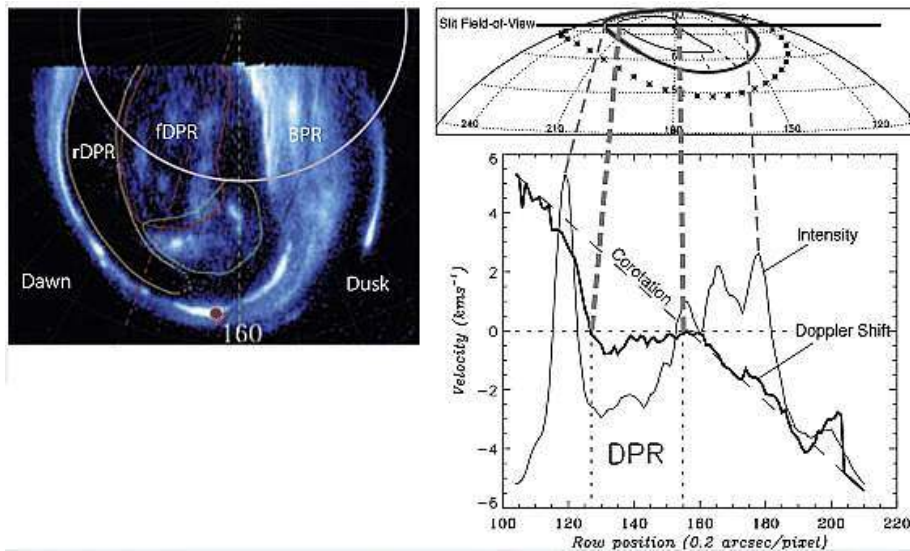 fDPR
BPR
rDPR
Dawn
Dusk
160
Slit Field-of-View
240
210
180
150
120
6
4
2
0
-2
-4
-6
Velocity (kms⁻¹)
Corotation
Intensity
Doppler Shift
DPR
100 120 140 160 180 200 220
Row position (0.2 arcsec/pixel)